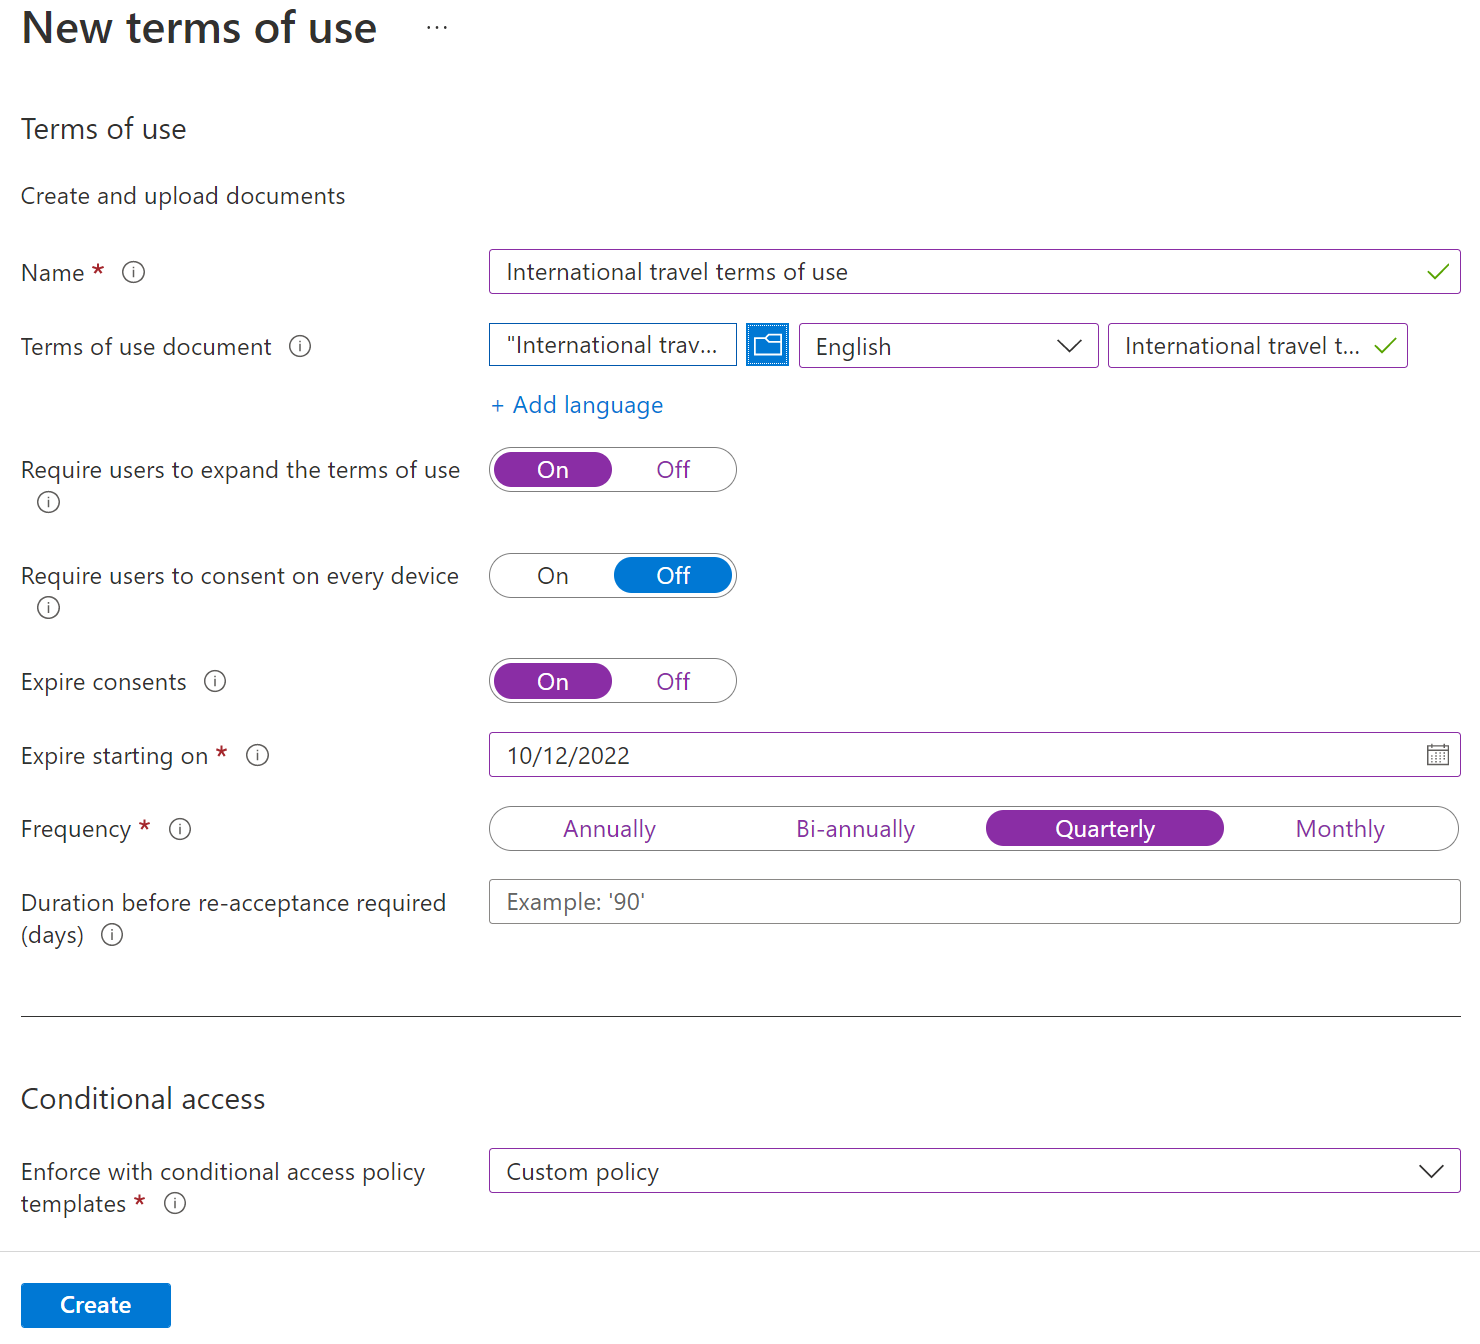 New terms of use ...
Terms of use
Create and upload documents
Name *
International travel terms of use
Terms of use document
"International trav...
English
International travel t...
+ Add language
Require users to expand the terms of use
On Off
Require users to consent on every device
On Off
Expire consents
On Off
Expire starting on *
10/12/2022
Frequency *
Annually Bi-annually Quarterly Monthly
Duration before re-acceptance required
(days)
Example: '90'
Conditional access
Enforce with conditional access policy
templates *
Custom policy
Create